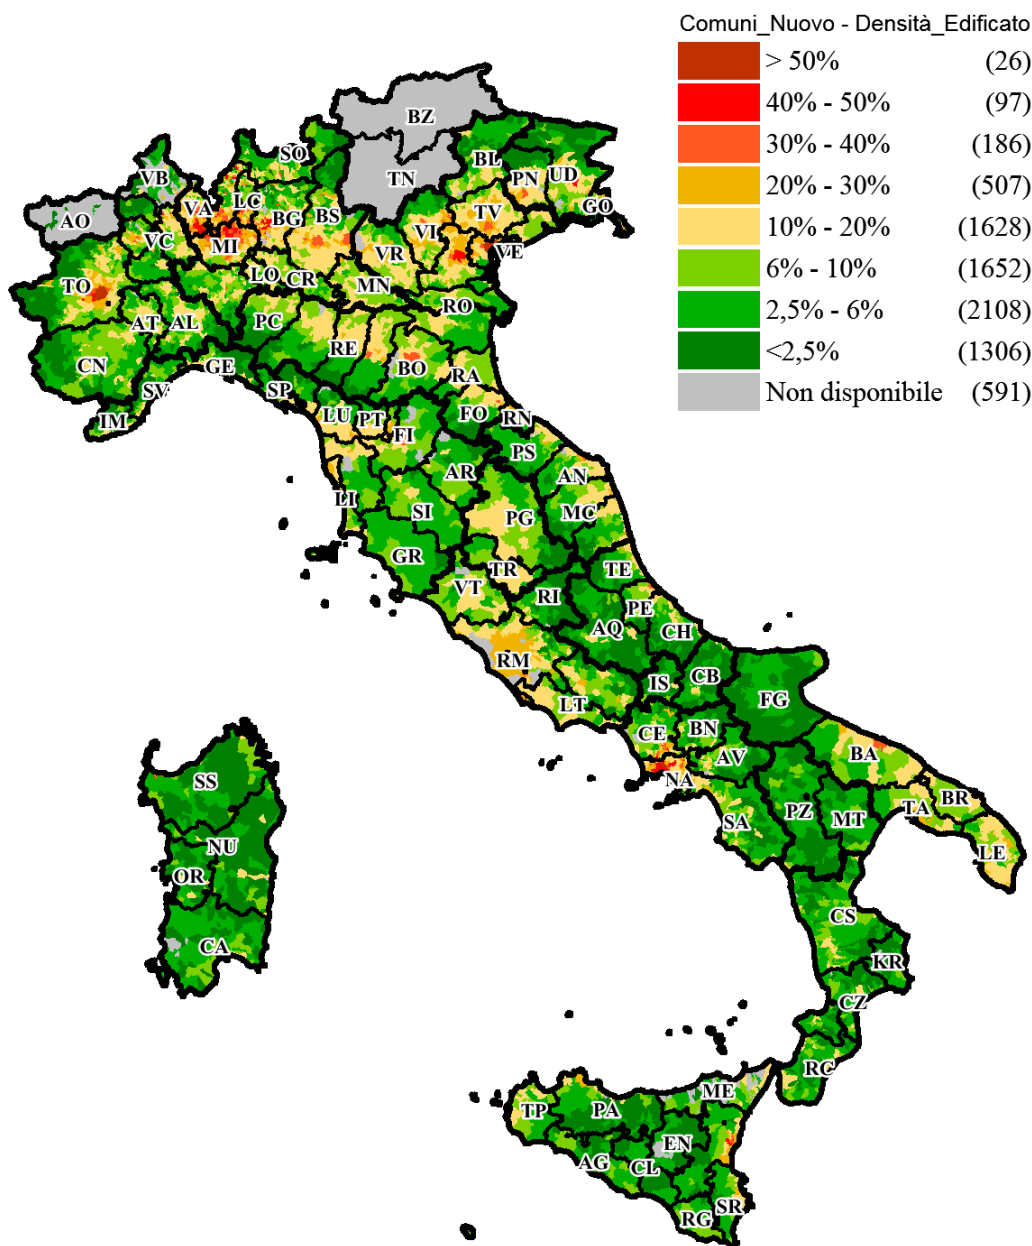 Comuni_Nuovo - Densità_Edificato
> 50% (26)
40% - 50% (97)
30% - 40% (186)
20% - 30% (507)
10% - 20% (1628)
6% - 10% (1652)
2,5% - 6% (2108)
<2,5% (1306)
Non disponibile (591)
BZ
SO
TN
BL
VB
PN
UD
AO
VA
LC
BG
BS
TV
GO
VC
MI
VI
VE
VR
TO
LO
CR
MN
RO
AT
AL
PC
RE
CN
GE
BO
RA
SV
SP
IM
LU
PT
FO
RN
FI
PS
AR
AN
LI
SI
PG
MC
GR
TR
TE
VT
RI
PE
AQ
CH
RM
IS
CB
FG
LT
CE
BN
AV
BA
NA
SS
SA
PZ
MT
TA
BR
NU
LE
OR
CS
CA
KR
CZ
RC
ME
TP
PA
EN
AG
CL
RG
SR